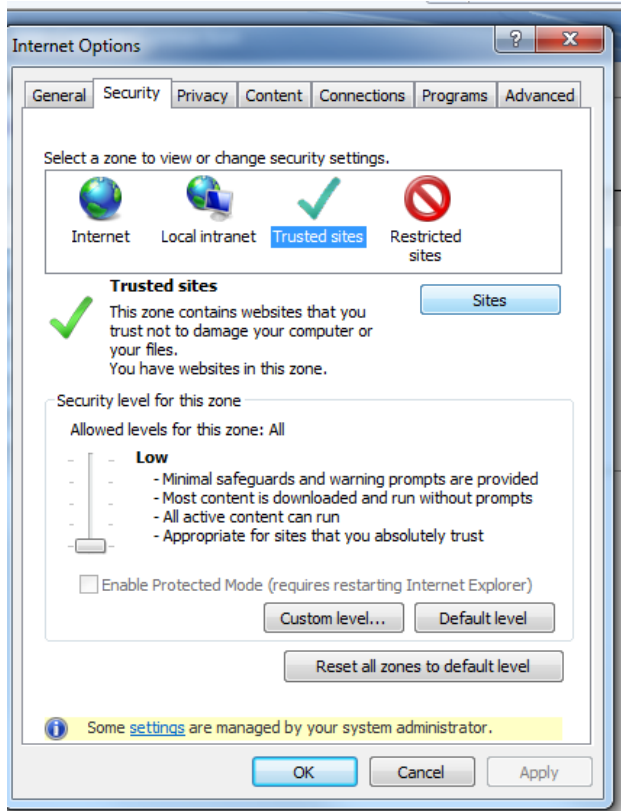 Internet Options
General Security Privacy Content Connections Programs Advanced
Select a zone to view or change security settings.
Internet Local intranet Trusted sites Restricted
sites
Trusted sites
Sites
This zone contains websites that you
trust not to damage your computer or
your files.
You have websites in this zone.
Security level for this zone
Allowed levels for this zone: All
Low
- Minimal safeguards and warning prompts are provided
- Most content is downloaded and run without prompts
- All active content can run
- Appropriate for sites that you absolutely trust
Enable Protected Mode (requires restarting Internet Explorer)
Custom level... Default level
Reset all zones to default level
Some settings are managed by your system administrator.
OK Cancel Apply